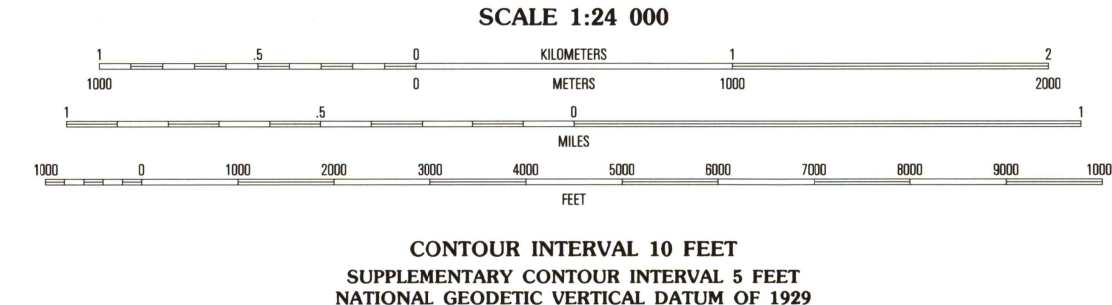 SCALE 1:24 000
1 .5 0 KILOMETERS 1 2
1000 0 METERS 1000 2000
1 .5 0 1
MILES
1000 0 1000 2000 3000 4000 5000 6000 7000 8000 9000 1000
FEET
CONTOUR INTERVAL 10 FEET
SUPPLEMENTARY CONTOUR INTERVAL 5 FEET
NATIONAL GEODETIC VERTICAL DATUM OF 1929